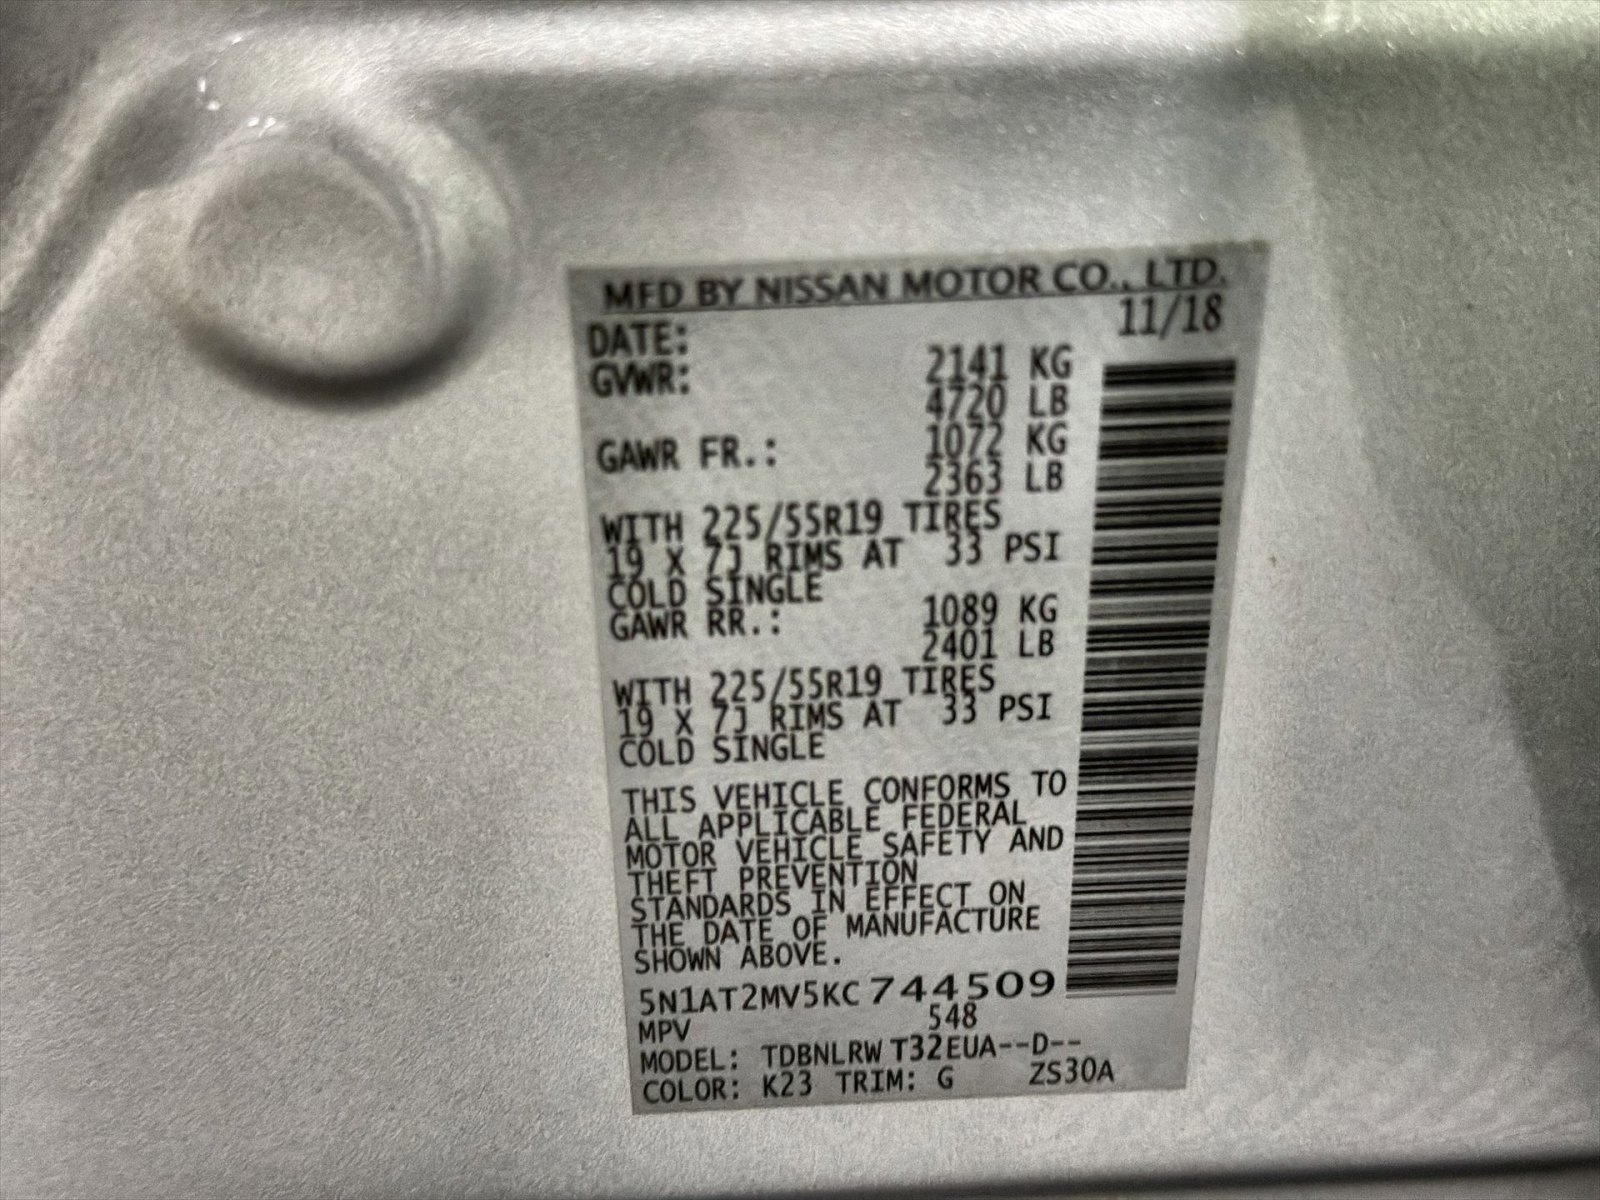 MFD BY NISSAN MOTOR CO., LTD.
DATE: 11/18
GVWR: 2141 KG
4720 LB
GAWR FR.: 1072 KG
2363 LB
WITH 225/55R19 TIRES
19 X 7J RIMS AT 33 PSI
COLD SINGLE
GAWR RR.: 1089 KG
2401 LB
WITH 225/55R19 TIRES
19 X 7J RIMS AT 33 PSI
COLD SINGLE
THIS VEHICLE CONFORMS TO
ALL APPLICABLE FEDERAL
MOTOR VEHICLE SAFETY AND
THEFT PREVENTION
STANDARDS IN EFFECT ON
THE DATE OF MANUFACTURE
SHOWN ABOVE.
5N1AT2MV5KC744509
MPV 548
MODEL: TDBNLRW T32EUA--D--
COLOR: K23 TRIM: G ZS30A